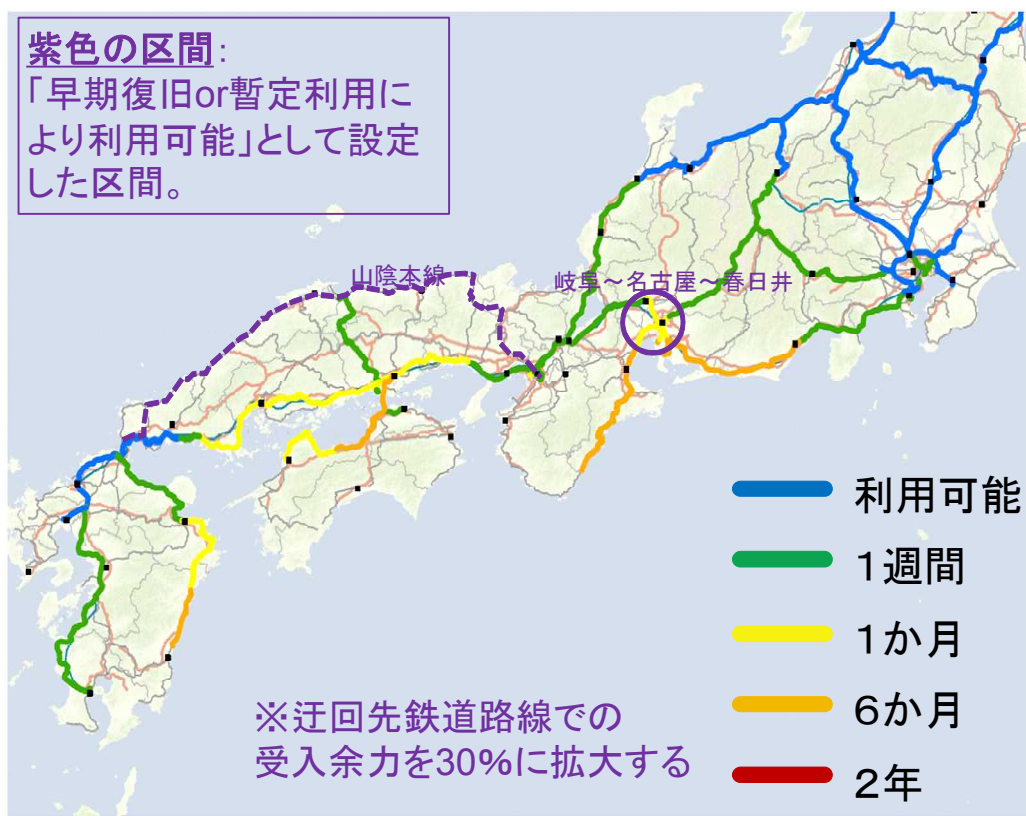 紫色の区間：
「早期復旧or暫定利用に
より利用可能」として設定
した区間。
山陰本線
岐阜～名古屋～春日井
利用可能
１週間
１か月
６か月
２年
※迂回先鉄道路線での
受入余力を30%に拡大する